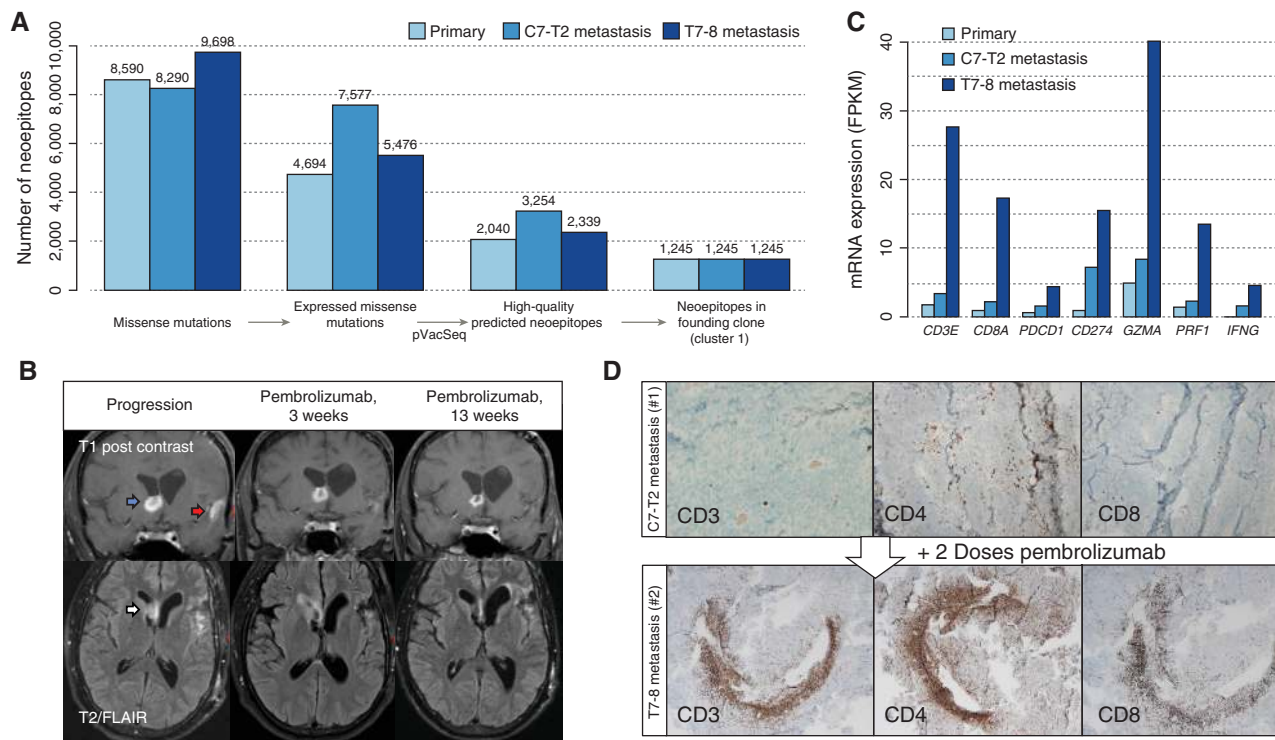 A
Primary
C7-T2 metastasis
T7-8 metastasis
Number of neoepitopes
10,000
8,000
6,000
4,000
2,000
0
8,590
8,290
9,698
4,694
7,577
5,476
2,040
3,254
2,339
1,245
1,245
1,245
Missense mutations
Expressed missense
mutations
pVacSeq
High-quality
predicted neoepitopes
Neoepitopes in
founding clone
(cluster 1)
C
Primary
C7-T2 metastasis
T7-8 metastasis
mRNA expression (FPKM)
40
30
20
10
0
CD3E
CD8A
PDCD1
CD274
GZMA
PRF1
IFNG
B
Progression
Pembrolizumab,
3 weeks
Pembrolizumab,
13 weeks
T1 post contrast
T2/FLAIR
D
C7-T2 metastasis (#1)
CD3
CD4
CD8
+ 2 Doses pembrolizumab
T7-8 metastasis (#2)
CD3
CD4
CD8